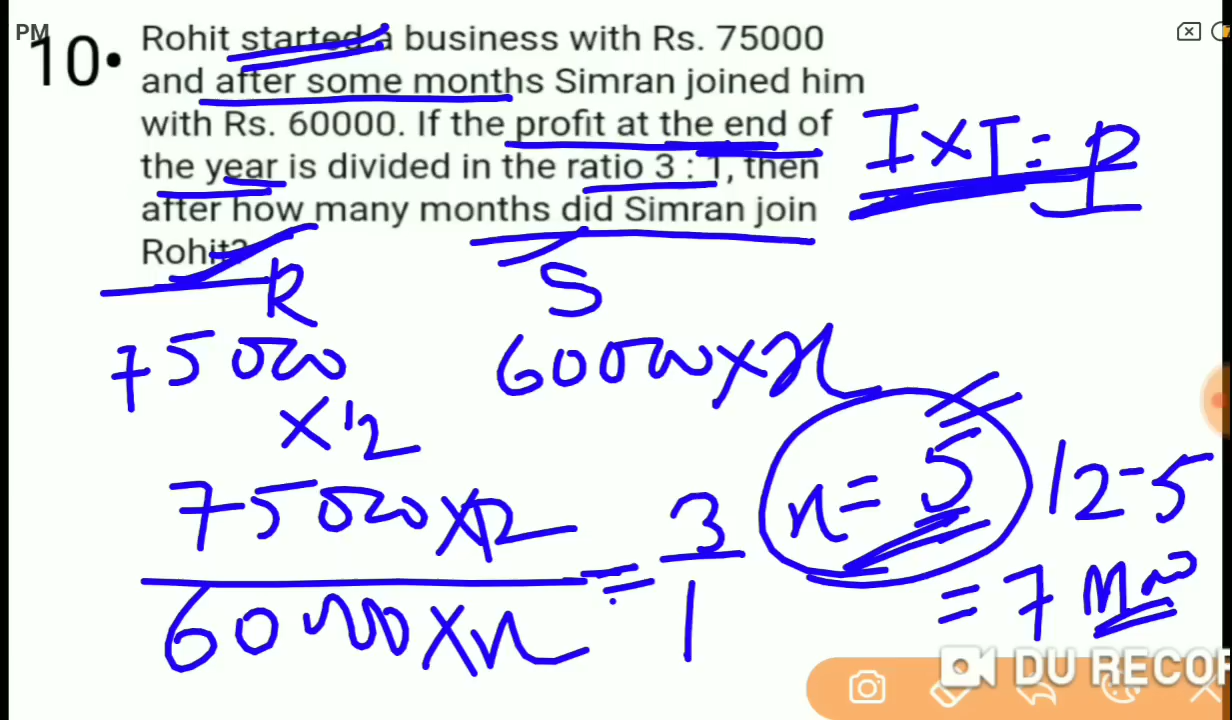 PM
10• Rohit started a business with Rs. 75000
and after some months Simran joined him
with Rs. 60000. If the profit at the end of
the year is divided in the ratio 3 : 1, then
after how many months did Simran join
Rohit?
I×T=P
R
S
75000
×12
60000×x
75000×12
60000×x
=
3
1
x=5
12-5
=7
DU RECOR